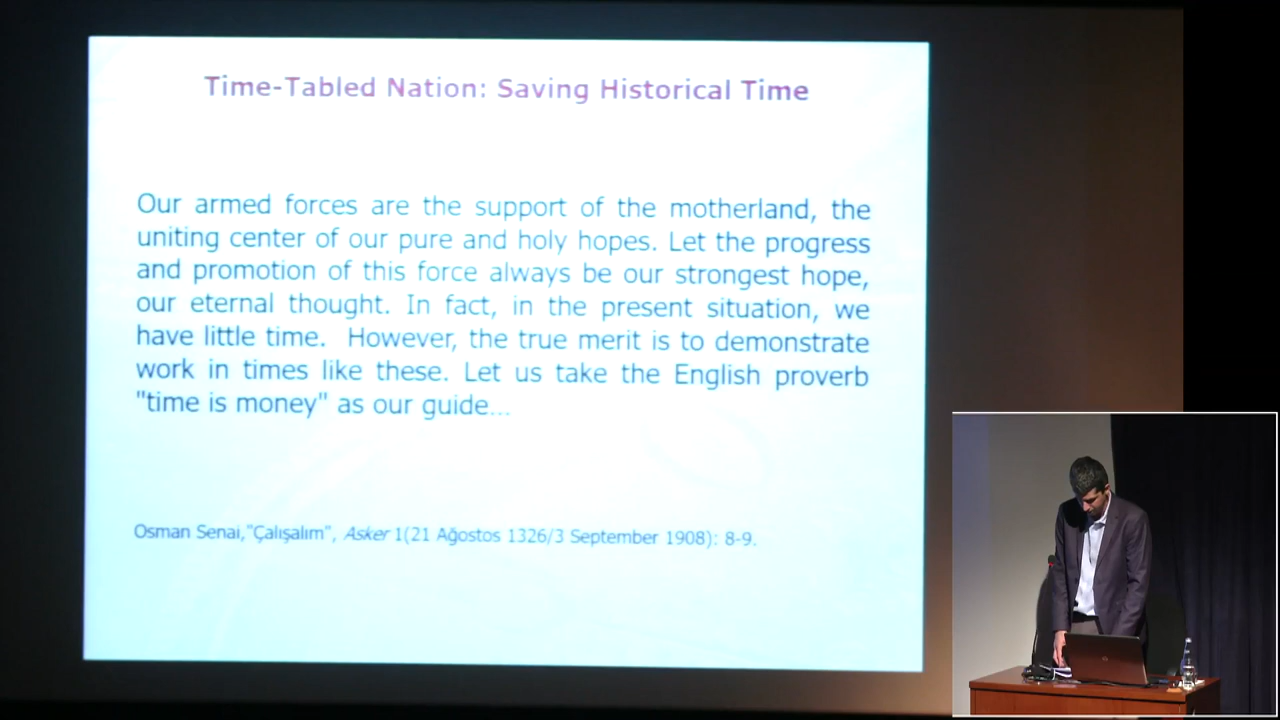 Time-Tabled Nation: Saving Historical Time
Our armed forces are the support of the motherland, the
uniting center of our pure and holy hopes. Let the progress
and promotion of this force always be our strongest hope,
our eternal thought. In fact, in the present situation, we
have little time. However, the true merit is to demonstrate
work in times like these. Let us take the English proverb
"time is money" as our guide...
Osman Senai,"Çalışalım", Asker 1(21 Ağostos 1326/3 September 1908): 8-9.